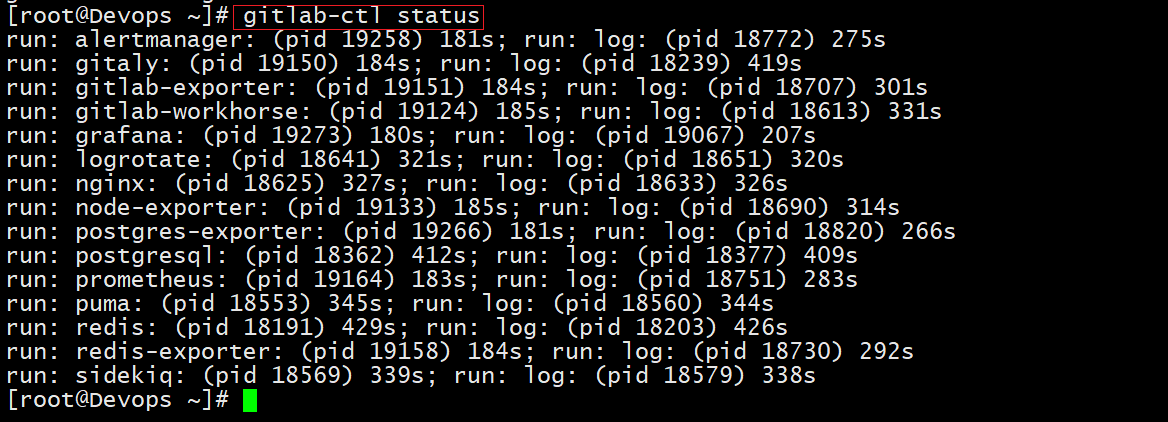 [root@Devops ~]# gitlab-ctl status
run: alertmanager: (pid 19258) 181s; run: log: (pid 18772) 275s
run: gitaly: (pid 19150) 184s; run: log: (pid 18239) 419s
run: gitlab-exporter: (pid 19151) 184s; run: log: (pid 18707) 301s
run: gitlab-workhorse: (pid 19124) 185s; run: log: (pid 18613) 331s
run: grafana: (pid 19273) 180s; run: log: (pid 19067) 207s
run: logrotate: (pid 18641) 321s; run: log: (pid 18651) 320s
run: nginx: (pid 18625) 327s; run: log: (pid 18633) 326s
run: node-exporter: (pid 19133) 185s; run: log: (pid 18690) 314s
run: postgres-exporter: (pid 19266) 181s; run: log: (pid 18820) 266s
run: postgresql: (pid 18362) 412s; run: log: (pid 18377) 409s
run: prometheus: (pid 19164) 183s; run: log: (pid 18751) 283s
run: puma: (pid 18553) 345s; run: log: (pid 18560) 344s
run: redis: (pid 18191) 429s; run: log: (pid 18203) 426s
run: redis-exporter: (pid 19158) 184s; run: log: (pid 18730) 292s
run: sidekiq: (pid 18569) 339s; run: log: (pid 18579) 338s
[root@Devops ~]#